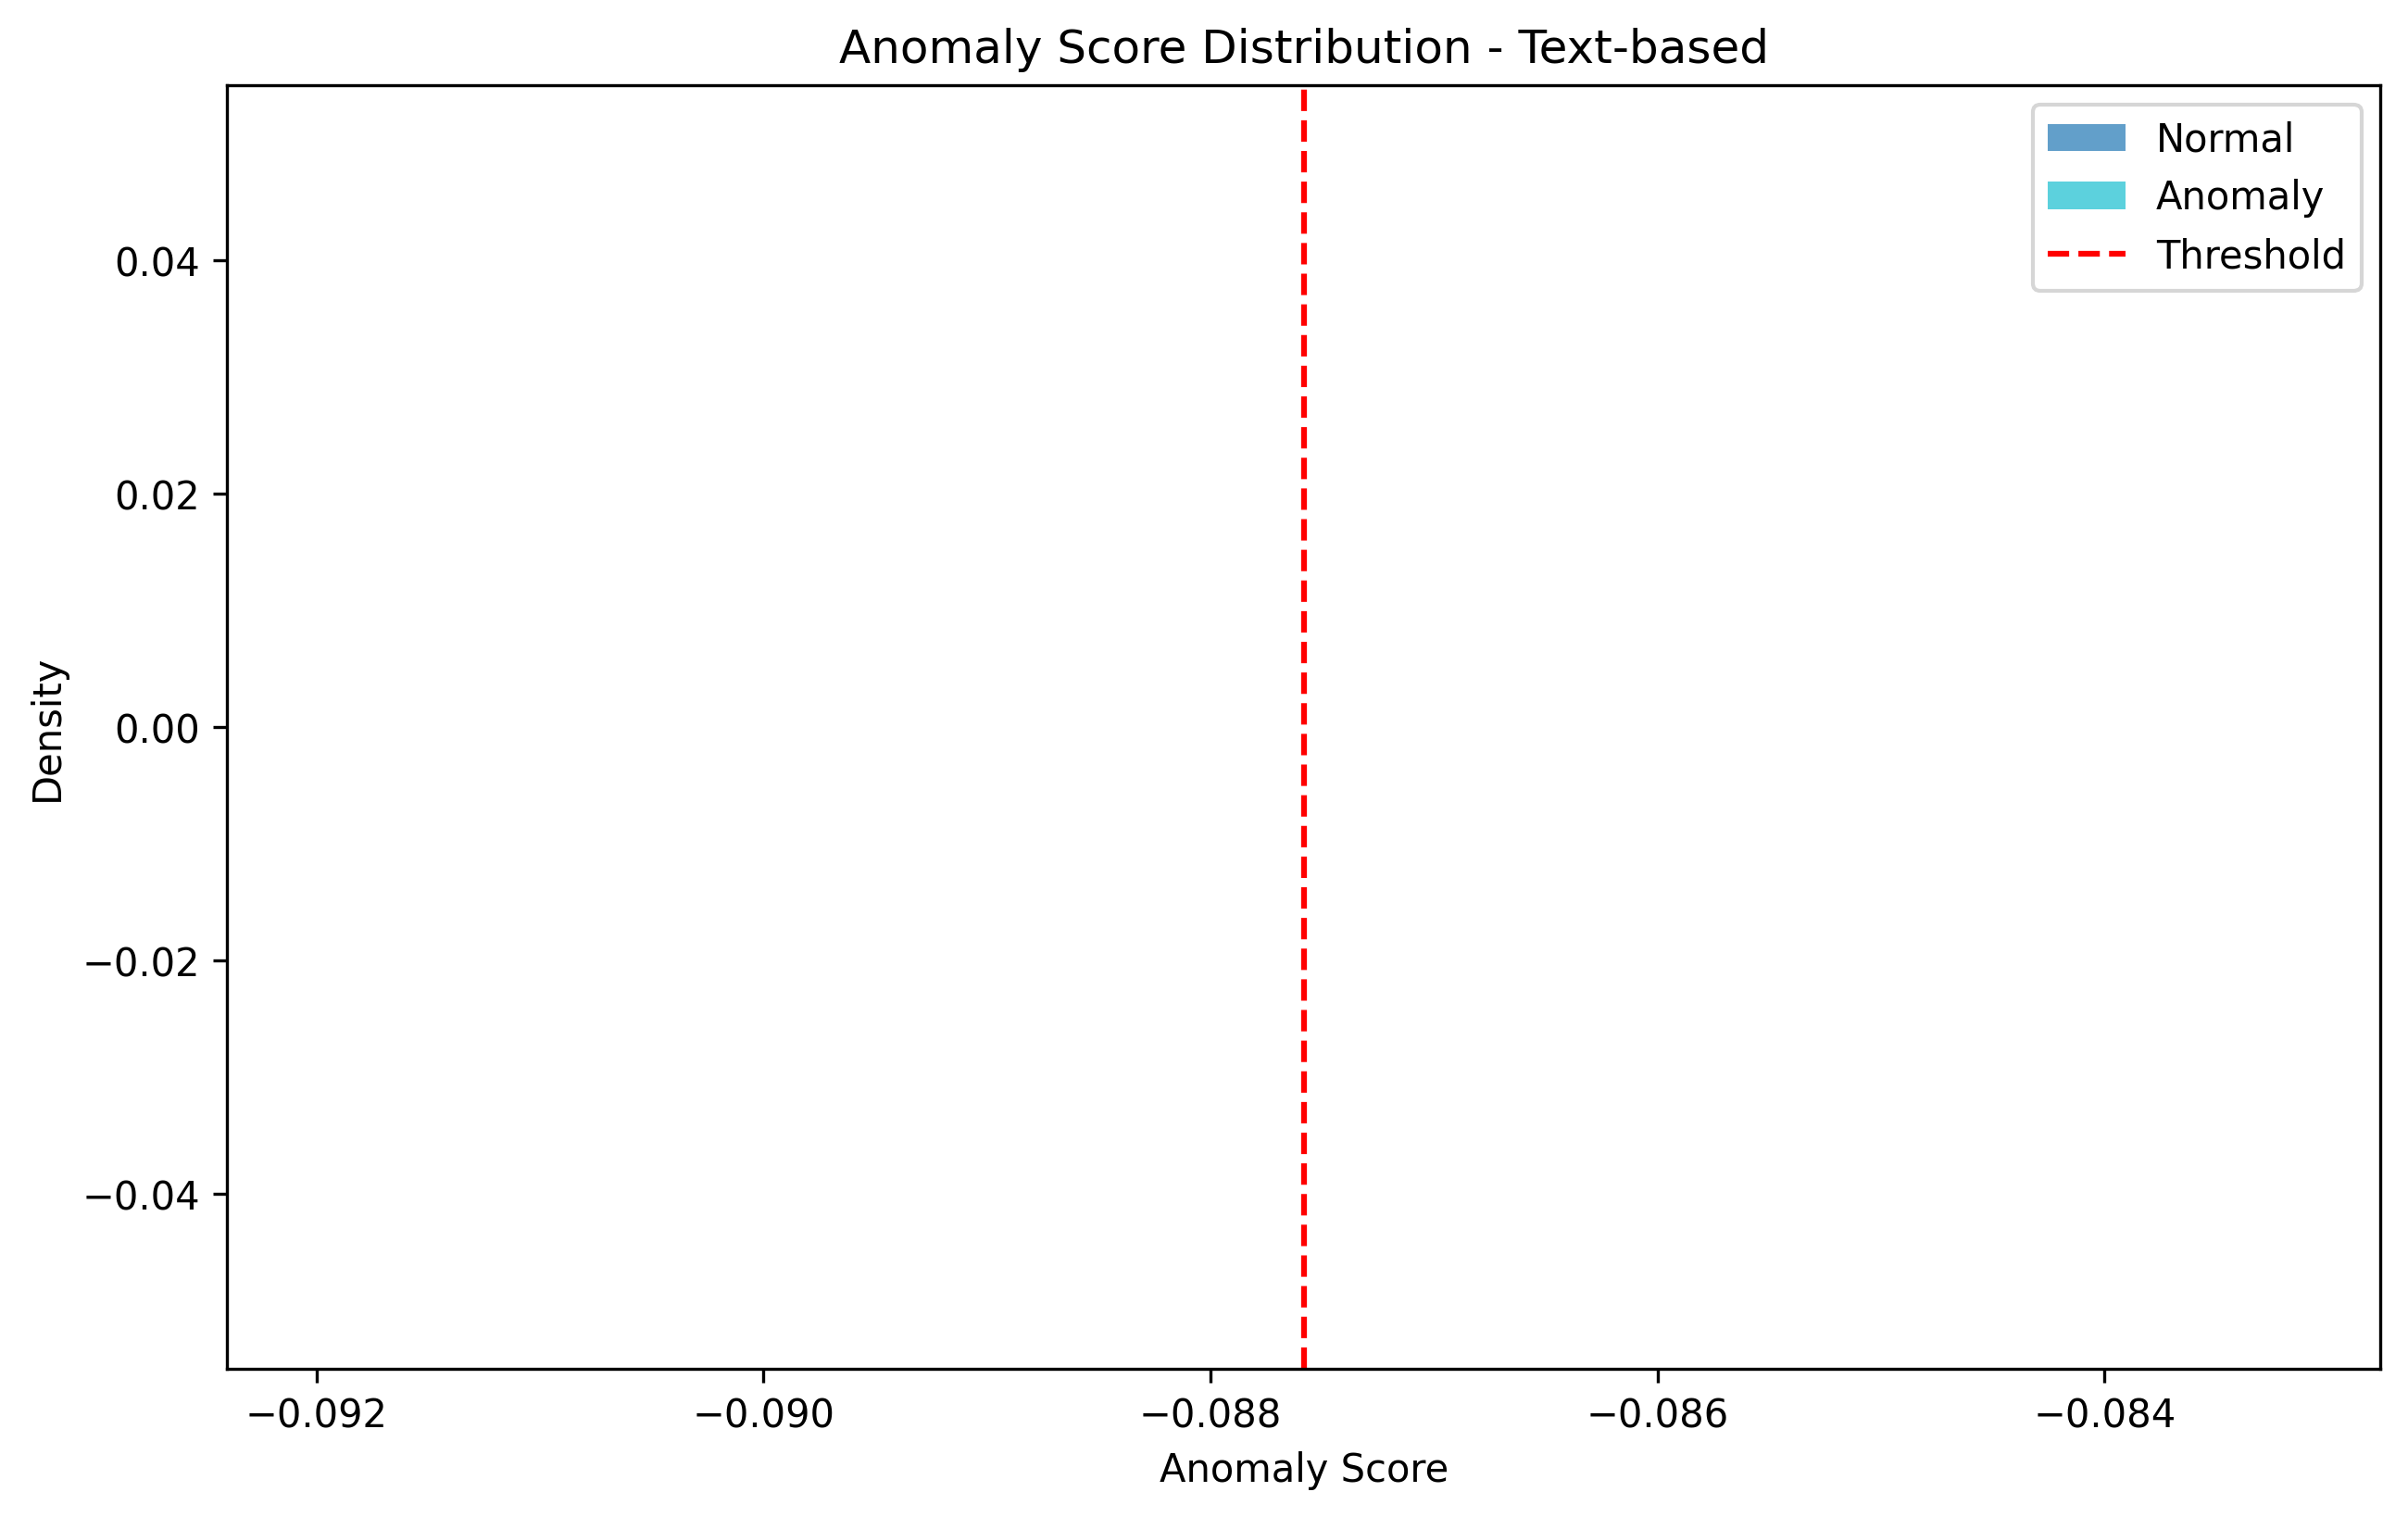 Anomaly Score Distribution - Text-based
Normal
Anomaly
Threshold
0.04
0.02
0.00
−0.02
−0.04
Density
−0.092
−0.090
−0.088
−0.086
−0.084
Anomaly Score